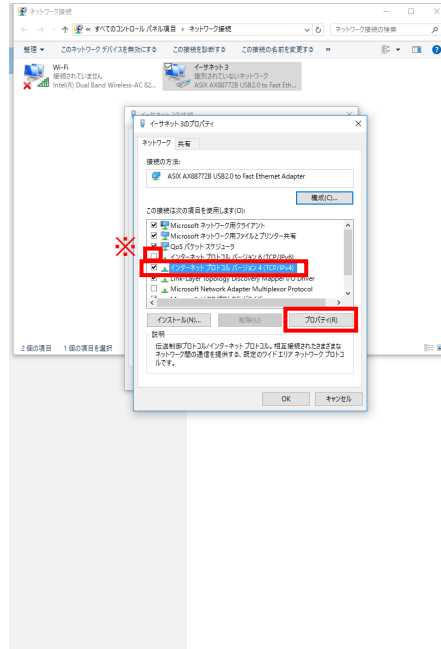 ネットワーク接続
« すべてのコントロール パネル項目 › ネットワーク接続
ネットワーク接続の検索
整理 ▾ このネットワーク デバイスを無効にする この接続を診断する この接続の名前を変更する »
Wi-Fi
接続されていません
Intel(R) Dual Band Wireless-AC 82...
イーサネット 3
識別されていないネットワーク
ASIX AX88772B USB2.0 to Fast Eth...
イーサネット 3のプロパティ
ネットワーク 共有
接続の方法:
ASIX AX88772B USB2.0 to Fast Ethernet Adapter
構成(C)...
この接続は次の項目を使用します(O):
Microsoft ネットワーク用クライアント
Microsoft ネットワーク用ファイルとプリンター共有
QoS パケット スケジューラ
※
インターネット プロトコル バージョン 6 (TCP/IPv6)
インターネット プロトコル バージョン 4 (TCP/IPv4)
Link-Layer Topology Discovery Mapper I/O Driver
Microsoft Network Adapter Multiplexor Protocol
インストール(N)... 削除(U) プロパティ(R)
説明
伝送制御プロトコル/インターネット プロトコル。相互接続されたさまざまな
ネットワーク間の通信を提供する、既定のワイド エリア ネットワーク プロトコ
ルです。
OK キャンセル
2 個の項目 1 個の項目を選択